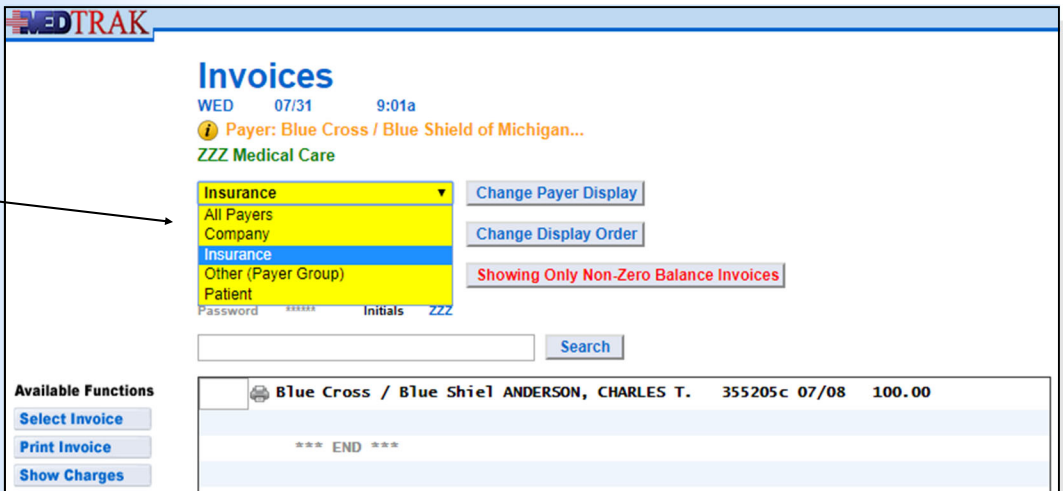 MEDTRAK
Invoices
WED 07/31 9:01a
i Payer: Blue Cross / Blue Shield of Michigan...
ZZZ Medical Care
Insurance ▼ Change Payer Display
All Payers
Company Change Display Order
Insurance
Other (Payer Group) Showing Only Non-Zero Balance Invoices
Patient
Password ****** Initials ZZZ
Search
Available Functions
Blue Cross / Blue Shiel ANDERSON, CHARLES T. 355205c 07/08 100.00
Select Invoice
Print Invoice
*** END ***
Show Charges